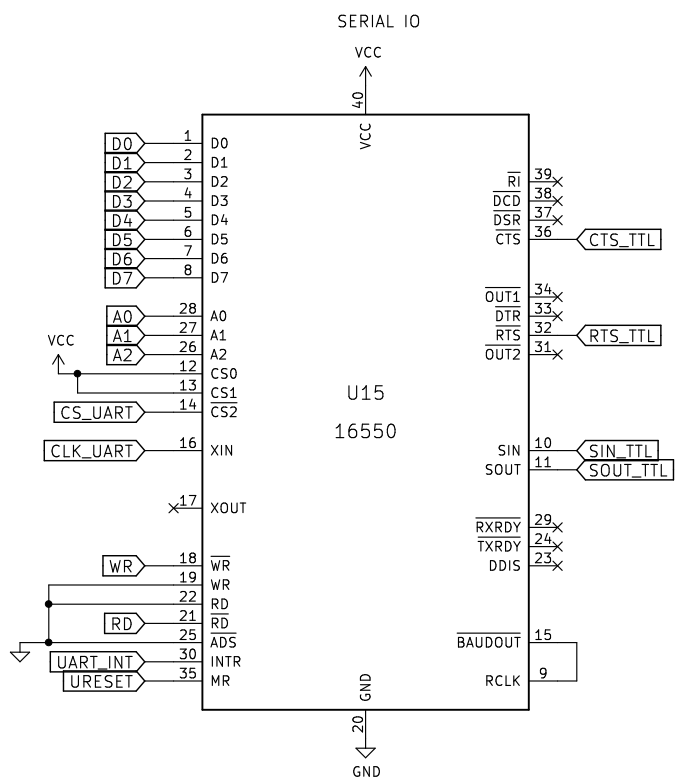 SERIAL IO
VCC
40
VCC
D0 1 D0
D1 2 D1
D2 3 D2
D3 4 D3
D4 5 D4
D5 6 D5
D6 7 D6
D7 8 D7
39 RI
38 DCD
37 DSR
36 CTS CTS_TTL
A0 28 A0
A1 27 A1
A2 26 A2
34 OUT1
33 DTR
32 RTS RTS_TTL
31 OUT2
VCC
12 CS0
13 CS1
CS_UART 14 CS2
U15
16550
CLK_UART 16 XIN
SIN 10 SIN_TTL
SOUT 11 SOUT_TTL
17 XOUT
RXRDY 29
TXRDY 24
DDIS 23
WR 18 WR
19 WR
22 RD
RD 21 RD
25 ADS
UART_INT 30 INTR
URESET 35 MR
BAUDOUT 15
RCLK 9
GND
20
GND